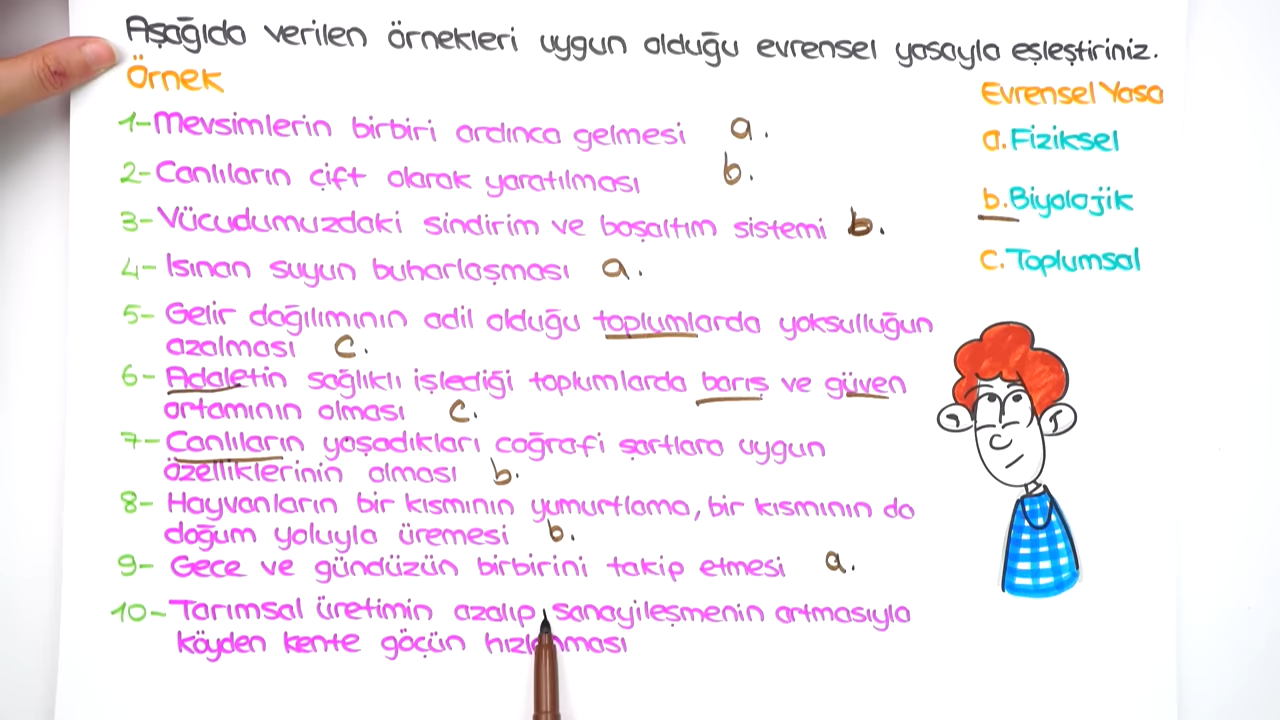 Aşağıda verilen örnekleri uygun olduğu evrensel yasayla eşleştiriniz.
Örnek
Evrensel Yasa
1-Mevsimlerin birbiri ardınca gelmesi a.
a.Fiziksel
2-Canlıların çift olarak yaratılması b.
b.Biyolojik
3-Vücudumuzdaki sindirim ve boşaltım sistemi b.
c.Toplumsal
4- Isınan suyun buharlaşması a.
5- Gelir dağılımının adil olduğu toplumlarda yoksulluğun
azalması c.
6- Adaletin sağlıklı işlediği toplumlarda barış ve güven
ortamının olması c.
7- Canlıların yaşadıkları coğrafi şartlara uygun
özelliklerinin olması b.
8- Hayvanların bir kısmının yumurtlama, bir kısmının da
doğum yoluyla üremesi b.
9- Gece ve gündüzün birbirini takip etmesi a.
10- Tarımsal üretimin azalıp sanayileşmenin artmasıyla
köyden kente göçün hızlanması